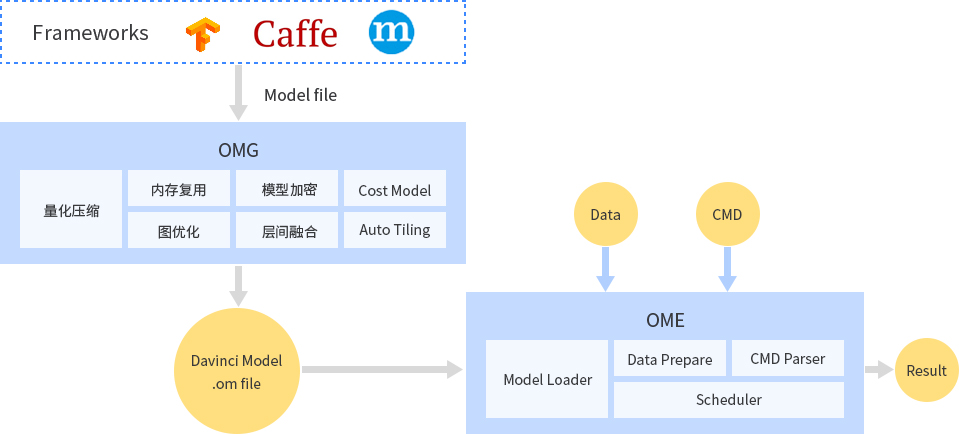 Frameworks
Caffe
m
Model file
OMG
量化压缩
内存复用
模型加密
Cost Model
图优化
层间融合
Auto Tiling
Data
CMD
Davinci Model
.om file
OME
Model Loader
Data Prepare
CMD Parser
Scheduler
Result